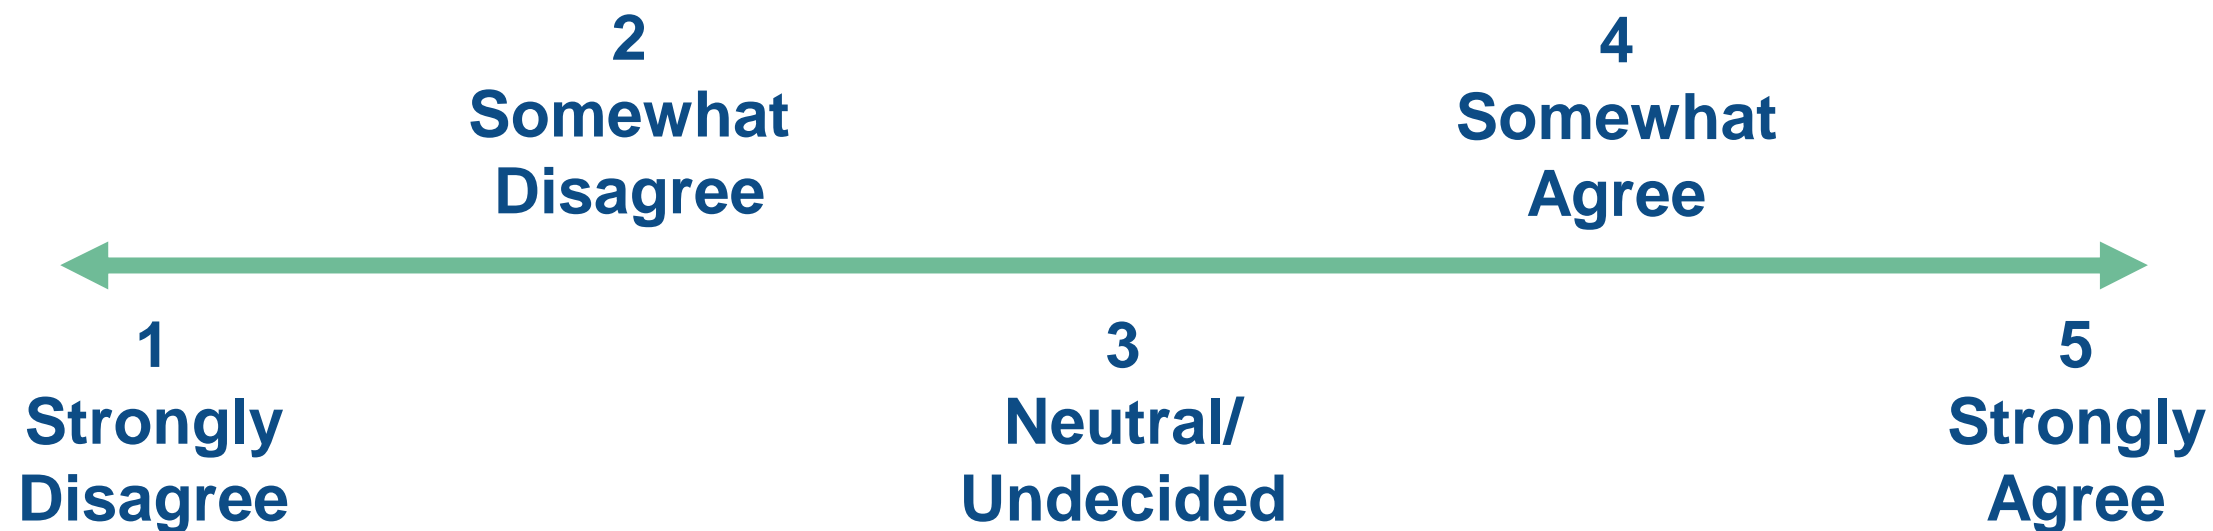 2
Somewhat
Disagree
4
Somewhat
Agree
1
Strongly
Disagree
3
Neutral/
Undecided
5
Strongly
Agree